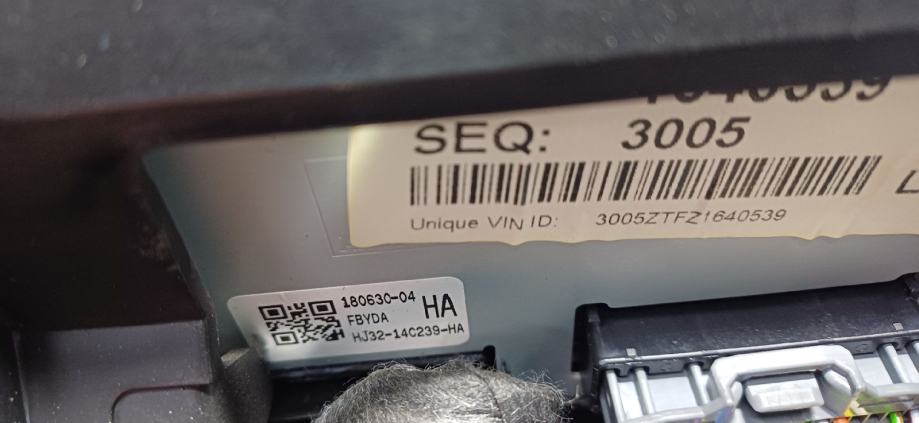 SEQ: 3005
Unique VIN ID: 3005ZTFZ1640539
180630-04
FBYDA
HA
HJ32-14C239-HA